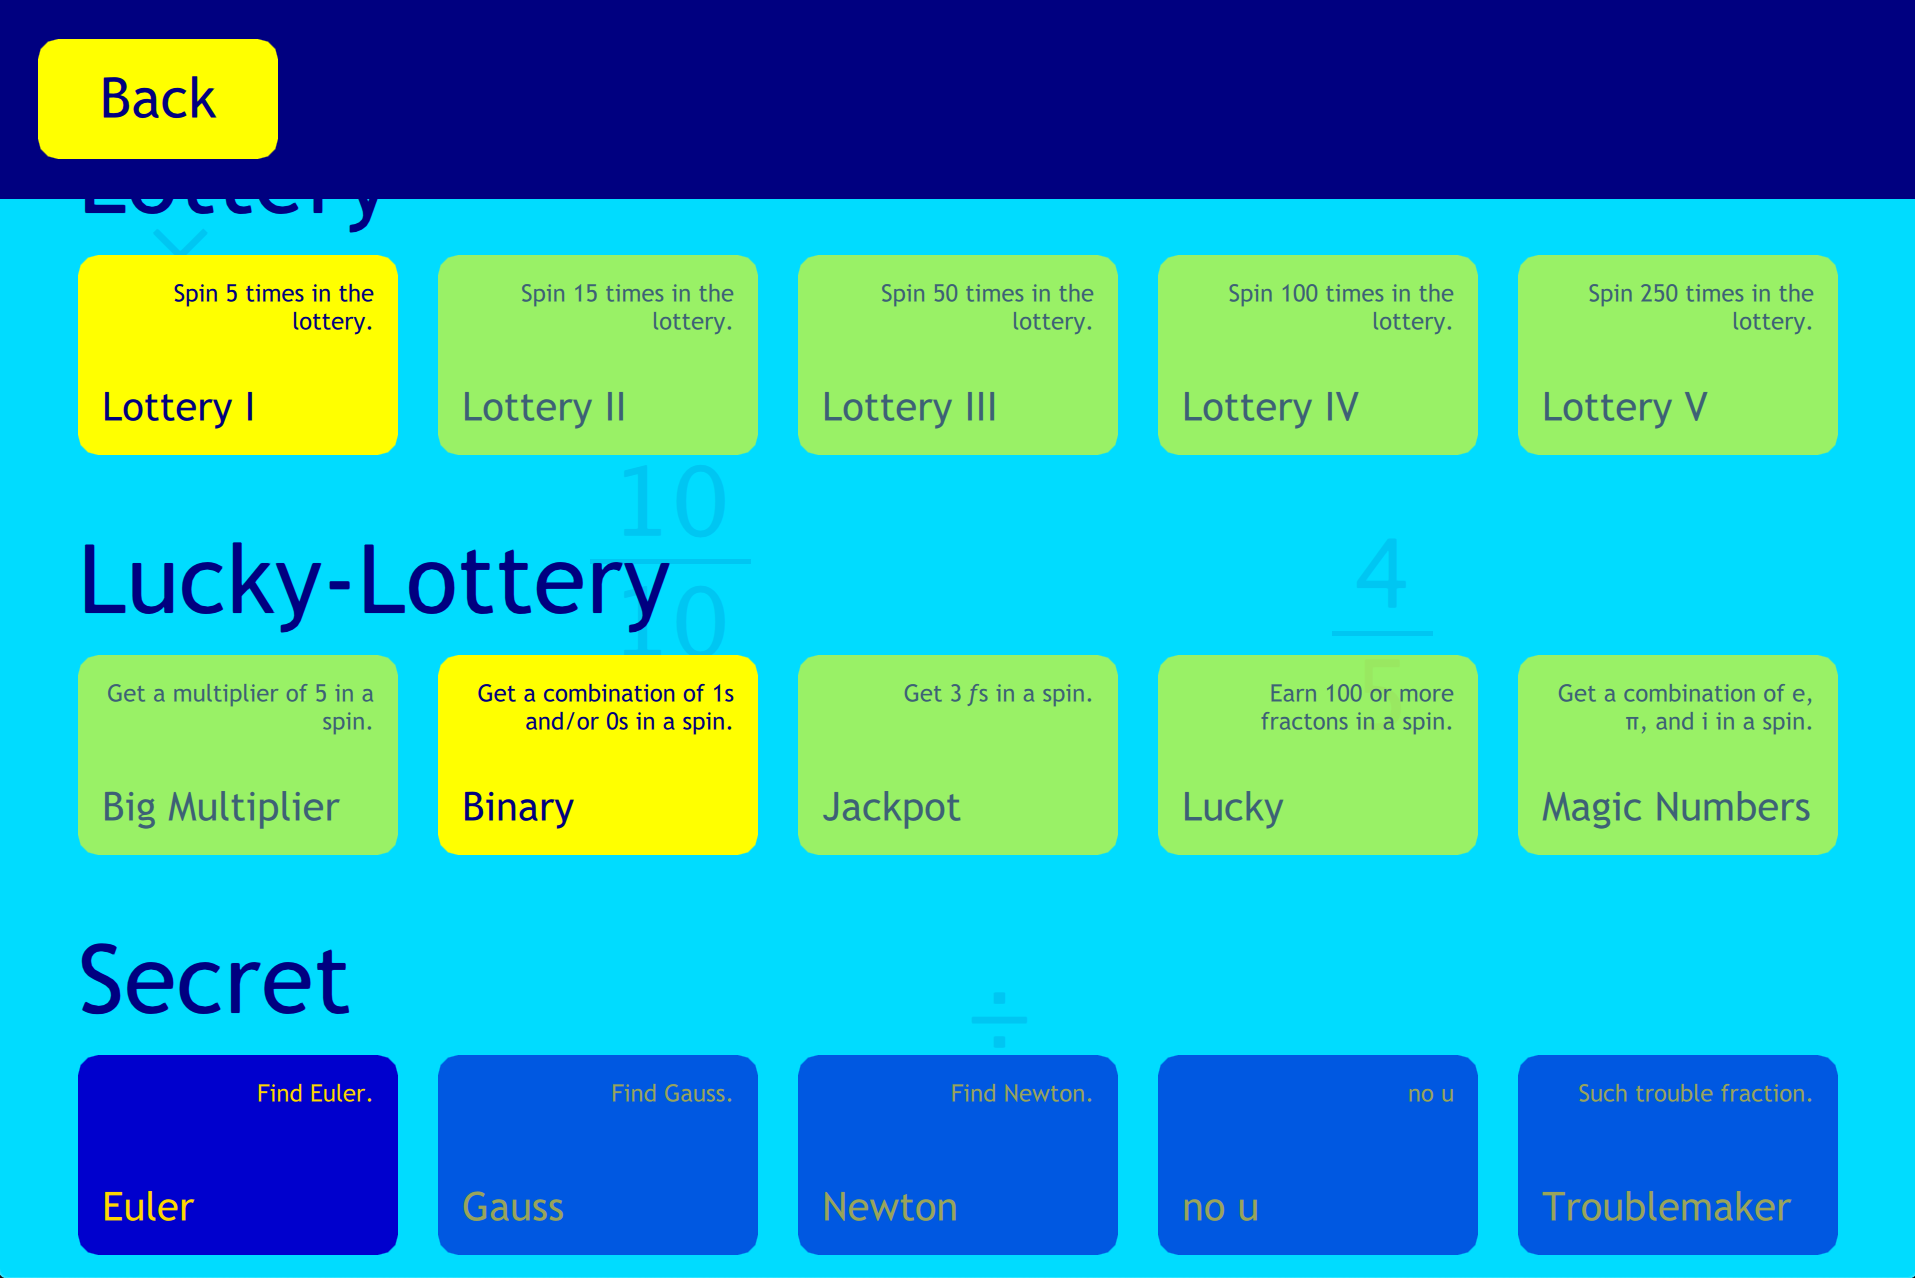 Back
Lottery
Spin 5 times in the
lottery.
Lottery I
Spin 15 times in the
lottery.
Lottery II
Spin 50 times in the
lottery.
Lottery III
Spin 100 times in the
lottery.
Lottery IV
Spin 250 times in the
lottery.
Lottery V
10
10
4
5
Lucky-Lottery
Get a multiplier of 5 in a
spin.
Big Multiplier
Get a combination of 1s
and/or 0s in a spin.
Binary
Get 3 ƒs in a spin.
Jackpot
Earn 100 or more
fractons in a spin.
Lucky
Get a combination of e,
π, and i in a spin.
Magic Numbers
Secret
÷
Find Euler.
Euler
Find Gauss.
Gauss
Find Newton.
Newton
no u
no u
Such trouble fraction.
Troublemaker